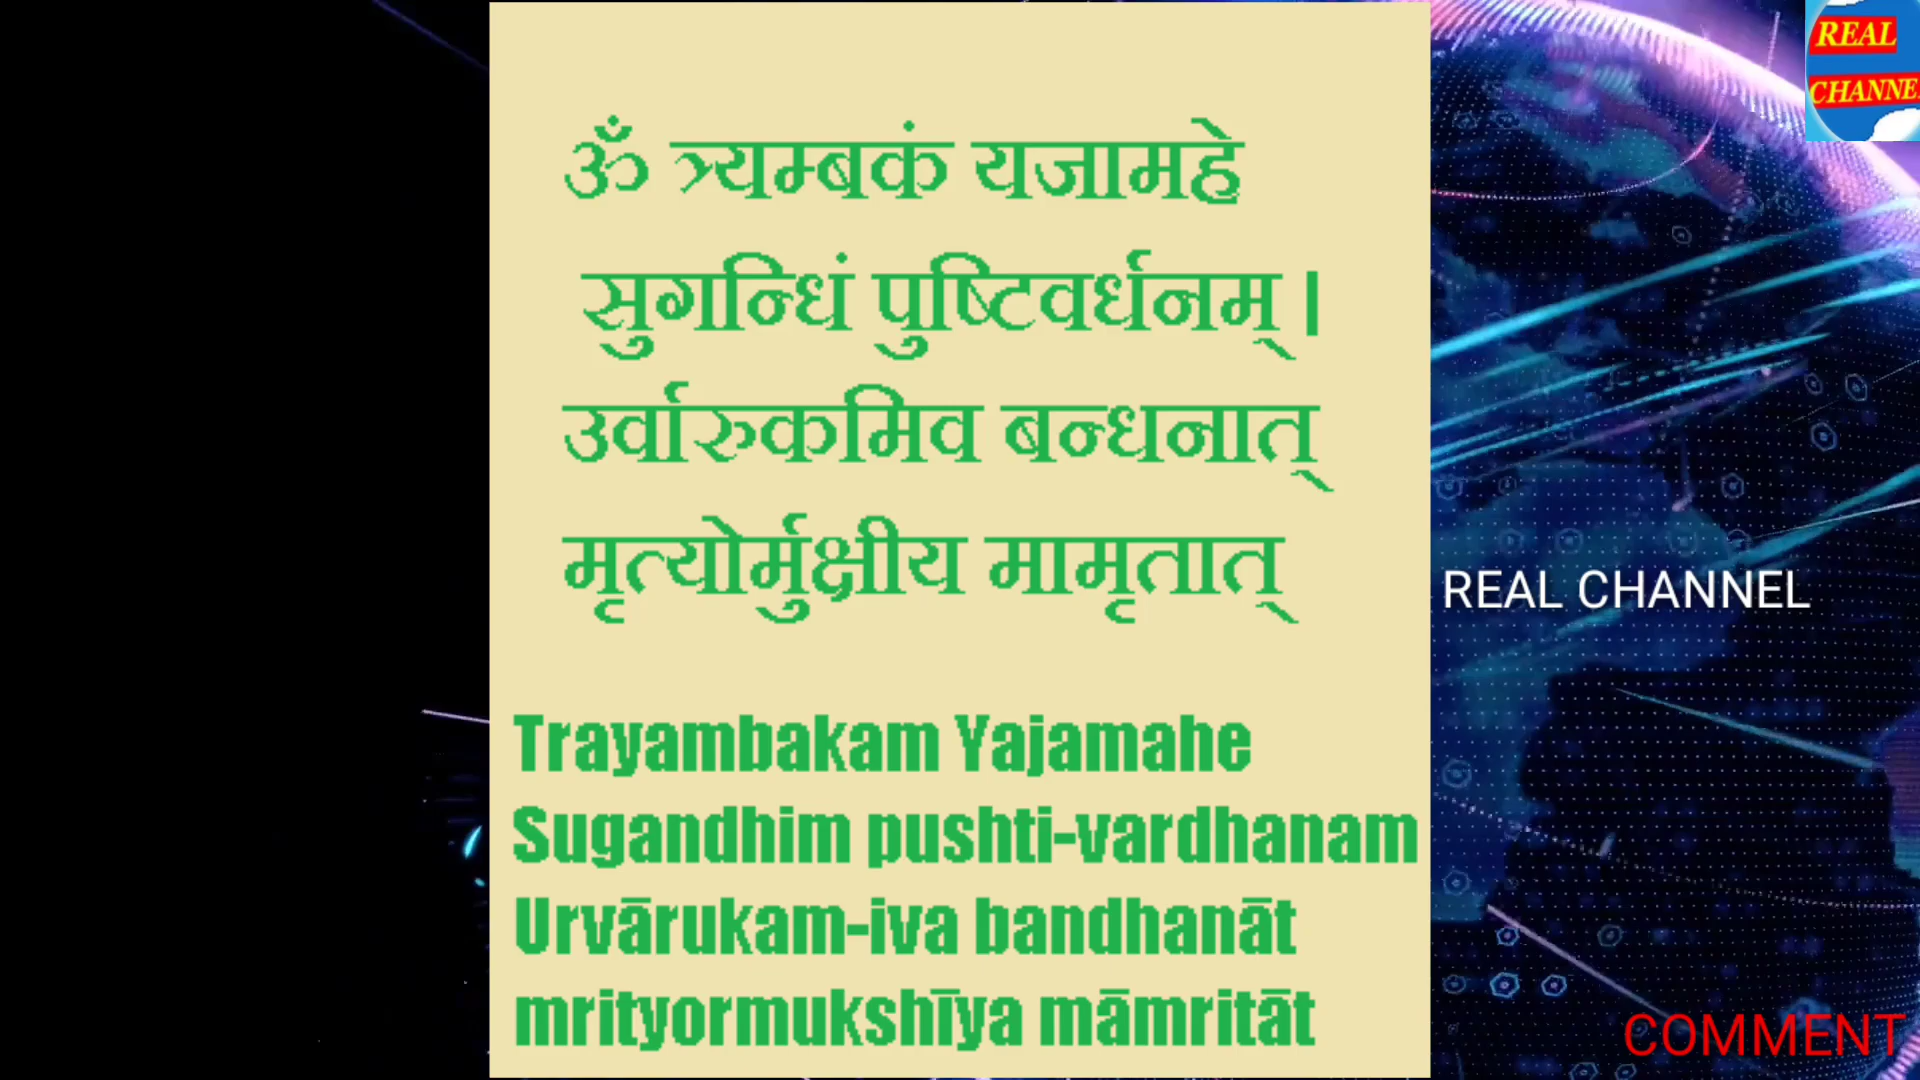 ॐ त्र्यम्बकं यजामहे
सुगन्धिं पुष्टिवर्धनम् ।
उर्वारुकमिव बन्धनात्
मृत्योर्मुक्षीय मामृतात्
Trayambakam Yajamahe
Sugandhim pushti-vardhanam
Urvārukam-iva bandhanāt
mrityormukshīya māmritāt
REAL
CHANNE
REAL CHANNEL
COMMENT